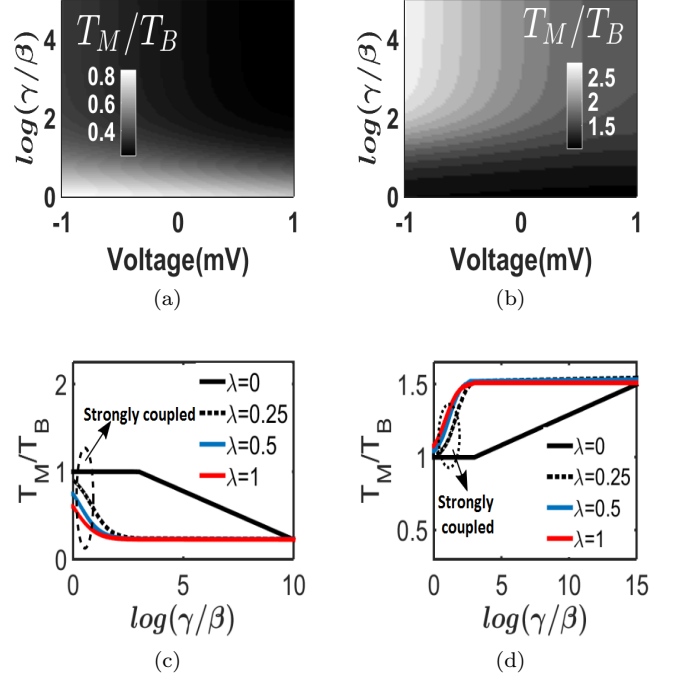 T_M/T_B
log(γ/β)
4
2
0
0.8
0.6
0.4
-1
0
1
Voltage(mV)
(a)
T_M/T_B
log(γ/β)
4
2
0
2.5
2
1.5
-1
0
1
Voltage(mV)
(b)
T_M/T_B
2
1
0
λ=0
Strongly coupled
λ=0.25
λ=0.5
λ=1
0
5
10
log(γ/β)
(c)
T_M/T_B
1.5
1
0.5
Strongly
coupled
λ=0
λ=0.25
λ=0.5
λ=1
0
5
10
15
log(γ/β)
(d)